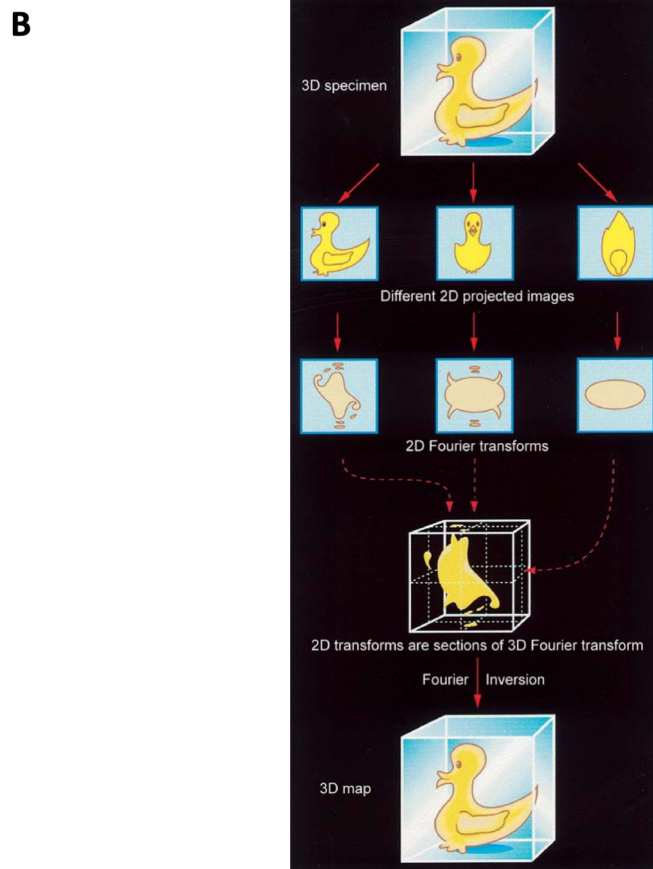 B
3D specimen
Different 2D projected images
2D Fourier transforms
2D transforms are sections of 3D Fourier transform
Fourier Inversion
3D map